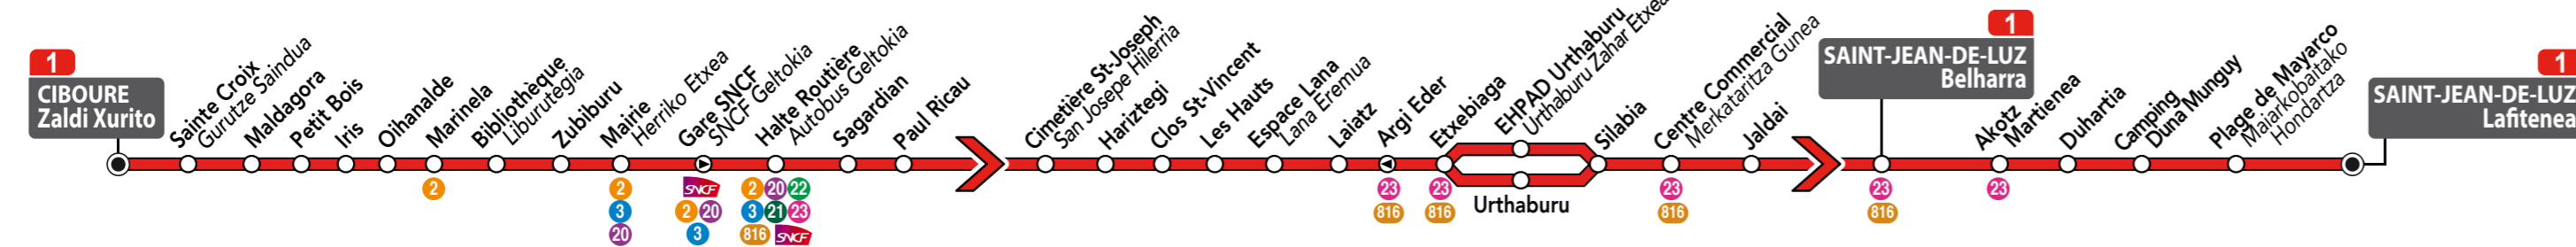 1
CIBOURE
Zaldi Xurito
Sainte Croix
Gurutze Saindua
Maldagora
Petit Bois
Iris
Oihanalde
Marinela
2
Bibliothèque
Liburutegia
Zubiburu
Mairie
Herriko Etxea
2
3
20
Gare SNCF
SNCF Geltokia
SNCF
2 20
3
Halte Routière
Autobus Geltokia
2 20 22
3 21 23
816 SNCF
Sagardian
Paul Ricau
Cimetière St-Joseph
San Josepe Hilerria
Hariztegi
Clos St-Vincent
Les Hauts
Espace Lana
Lana Eremua
Laiatz
Argi Eder
23
816
Etxebiaga
23
816
EHPAD Urthaburu
Urthaburu Zahar Etxea
Urthaburu
Silabia
Centre Commercial
Merkataritza Gunea
23
816
Jaldai
1
SAINT-JEAN-DE-LUZ
Belharra
23
816
Akotz
Martienea
23
Duhartia
Camping
Duna Munguy
Plage de Mayarco
Maiarkobaitako
Hondartza
1
SAINT-JEAN-DE-LUZ
Lafitenea